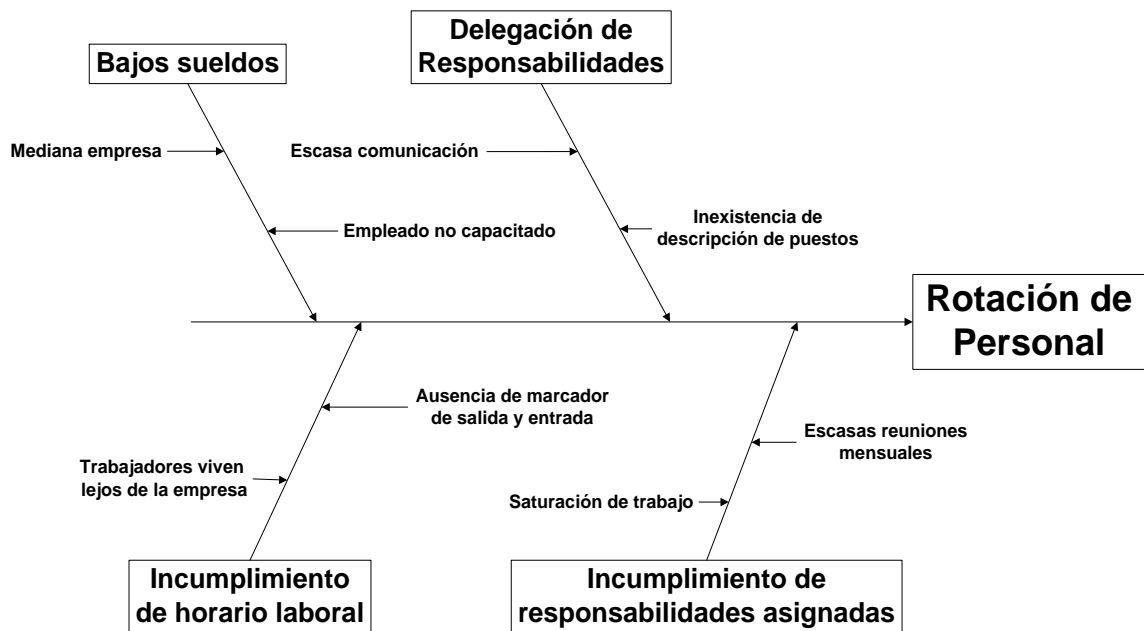 Bajos sueldos
Delegación de
Responsabilidades
Mediana empresa
Escasa comunicación
Empleado no capacitado
Inexistencia de
descripción de puestos
Rotación de
Personal
Ausencia de marcador
de salida y entrada
Escasas reuniones
mensuales
Trabajadores viven
lejos de la empresa
Saturación de trabajo
Incumplimiento
de horario laboral
Incumplimiento de
responsabilidades asignadas